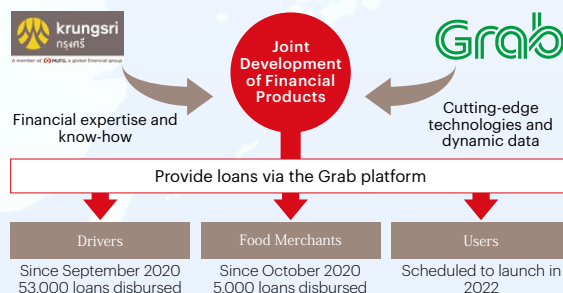 krungsri
กรุงศรี
A member of MUFG, a global financial group
Grab
Joint
Development
of Financial
Products
Financial expertise and
know-how
Cutting-edge
technologies and
dynamic data
Provide loans via the Grab platform
Drivers
Food Merchants
Users
Since September 2020
53,000 loans disbursed
Since October 2020
5,000 loans disbursed
Scheduled to launch in
2022